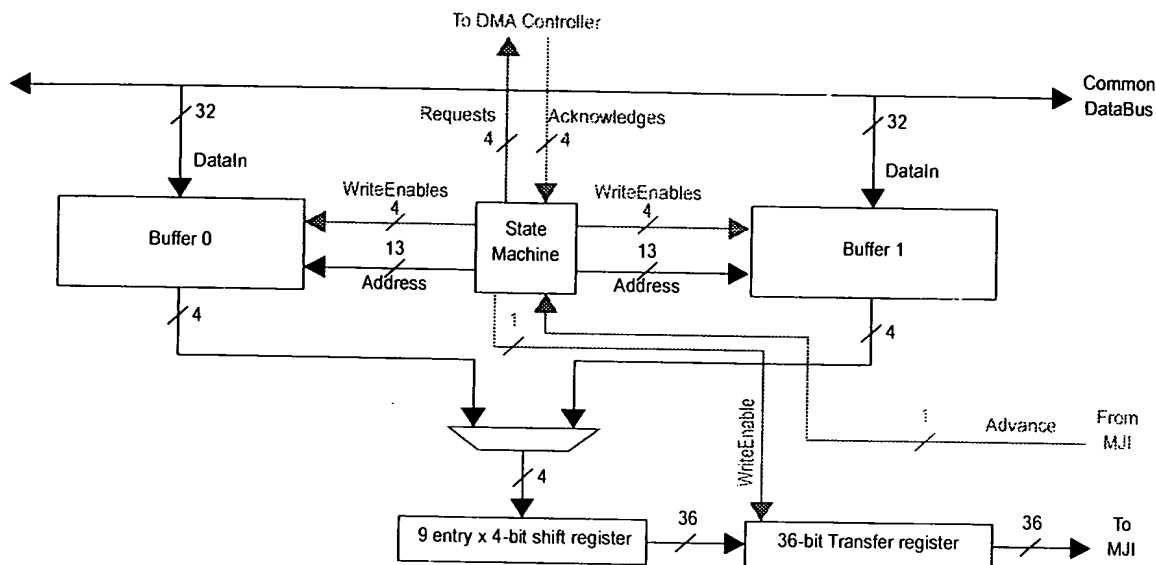 To DMA Controller
Common
DataBus
32
Requests
4
Acknowledges
4
32
DataIn
DataIn
WriteEnables
4
WriteEnables
4
Buffer 0
State
Machine
Buffer 1
13
Address
13
Address
4
1
4
1
Advance
From
MJI
WriteEnable
4
9 entry x 4-bit shift register
36
36-bit Transfer register
36
To
MJI